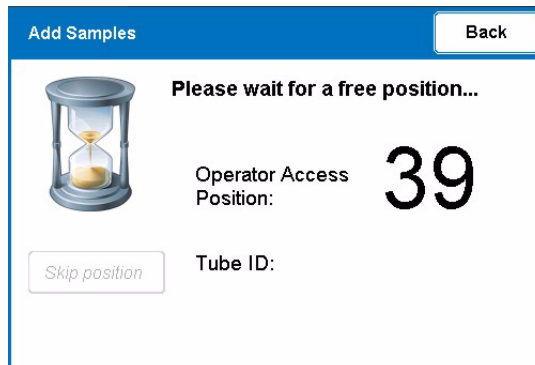 Add Samples
Back
Please wait for a free position...
Operator Access
Position:
39
Skip position
Tube ID: